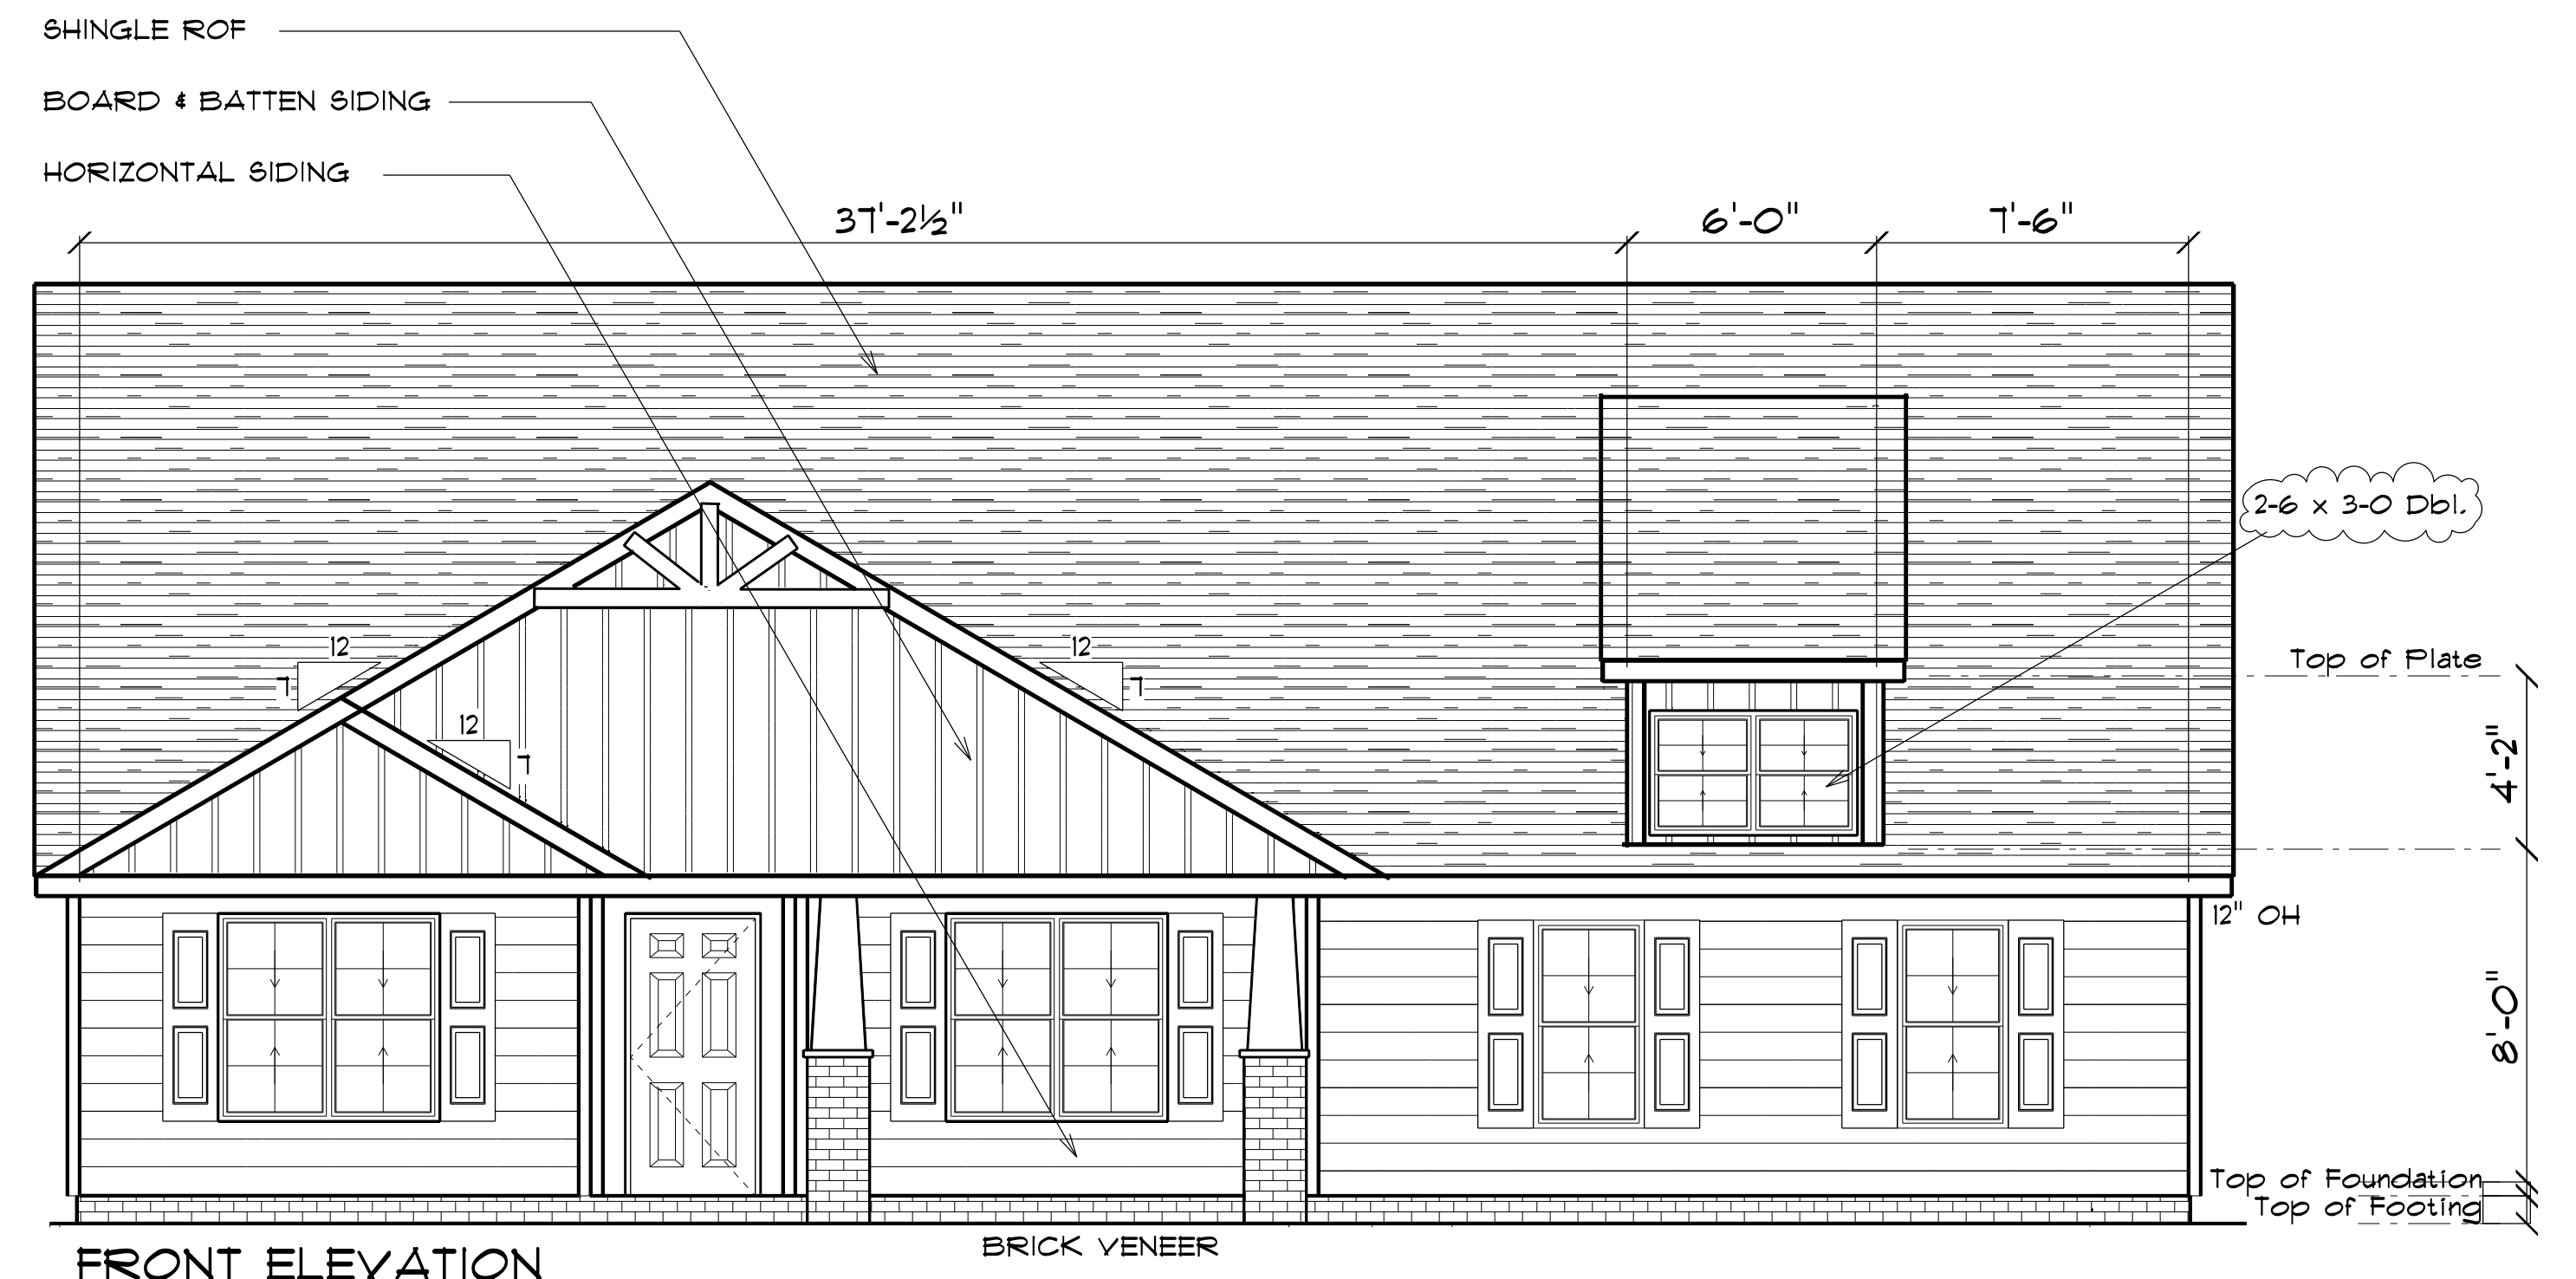 SHINGLE ROF
BOARD & BATTEN SIDING
HORIZONTAL SIDING
37'-2½" 6'-0" 7'-6"
2-6 x 3-0 Dbl.
12 12
7 7
Top of Plate
12
7
4'-2"
12" OH
8'-0"
Top of Foundation
Top of Footing
BRICK VENEER
FRONT ELEVATION